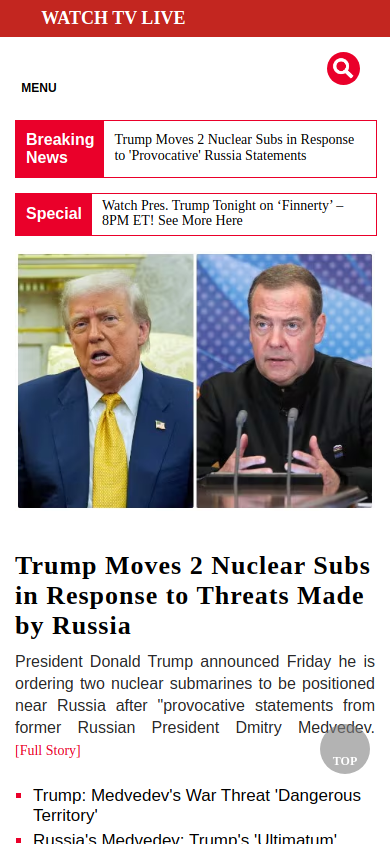 WATCH TV LIVE
MENU
Breaking
News
Trump Moves 2 Nuclear Subs in Response
to 'Provocative' Russia Statements
Special
Watch Pres. Trump Tonight on ‘Finnerty’ –
8PM ET! See More Here
Trump Moves 2 Nuclear Subs
in Response to Threats Made
by Russia
President Donald Trump announced Friday he is
ordering two nuclear submarines to be positioned
near Russia after "provocative statements from
former Russian President Dmitry Medvedev.
[Full Story]
TOP
Trump: Medvedev's War Threat 'Dangerous
Territory'
Russia's Medvedev: Trump's 'Ultimatum'